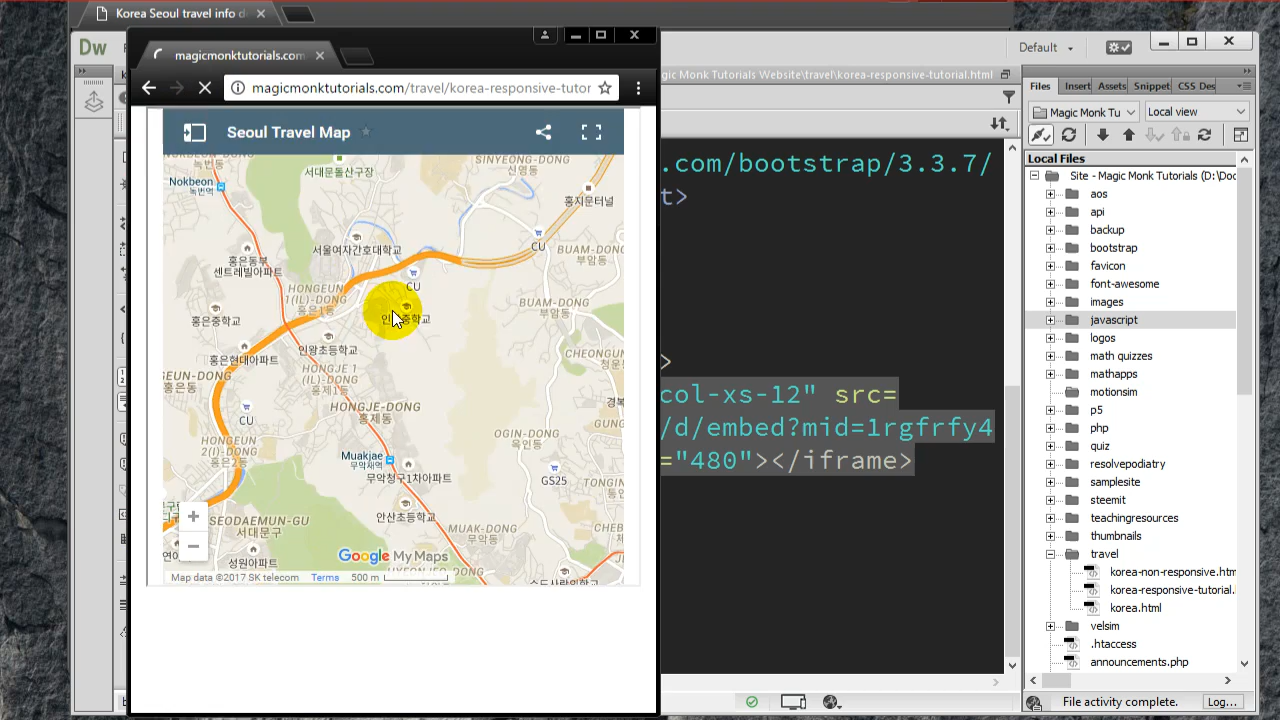 Korea Seoul travel info d
Dw
Default
magicmonktutorials.com
magicmonktutorials.com/travel/korea-responsive-tutor
gic Monk Tutorials Website\travel\korea-responsive-tutorial.html
Files
Insert
Assets
Snippet
CSS Des
Magic Monk Tu
Local view
Local Files
Site - Magic Monk Tutorials (D:\Doc
aos
api
backup
bootstrap
favicon
font-awesome
images
javascript
logos
math quizzes
mathapps
motionsim
p5
php
quiz
resolvepodiatry
samplesite
steemit
teachingresources
thumbnails
travel
korea-non-responsive.htm
korea-responsive-tutorial.
korea.html
velsim
.htaccess
announcements.php
File activity complete.
Log...
.com/bootstrap/3.3.7/
t>
>
col-xs-12" src=
/d/embed?mid=1rgfrfy4
="480"></iframe>
Seoul Travel Map
녹번동
서대문돌산구장
SINYEONG-DONG
신영동
Nokbeon
녹번역
홍지문터널
서울여자간호대학교
CU
BUAM-DONG
부암동
홍은동부
센트레빌아파트
CU
HONGEUN
1(IL)-DONG
홍은1동
BUAM-DONG
부암동
홍은중학교
인왕초등학교
홍은현대아파트
CHEONGUN
HONGJE 1
(IL)-DONG
홍제1동
EUN-DONG
홍은동
HONGJE-DONG
홍제동
CU
OGIN-DONG
옥인동
HONGEUN
2(I)-DONG
홍은2동
Muakjae
무악재역
무악청구1차아파트
GS25
안산초등학교
SEODAEMUN-GU
서대문구
MUAK-DONG
무악동
성원아파트
Google My Maps
Map data ©2017 SK telecom
Terms
500 m